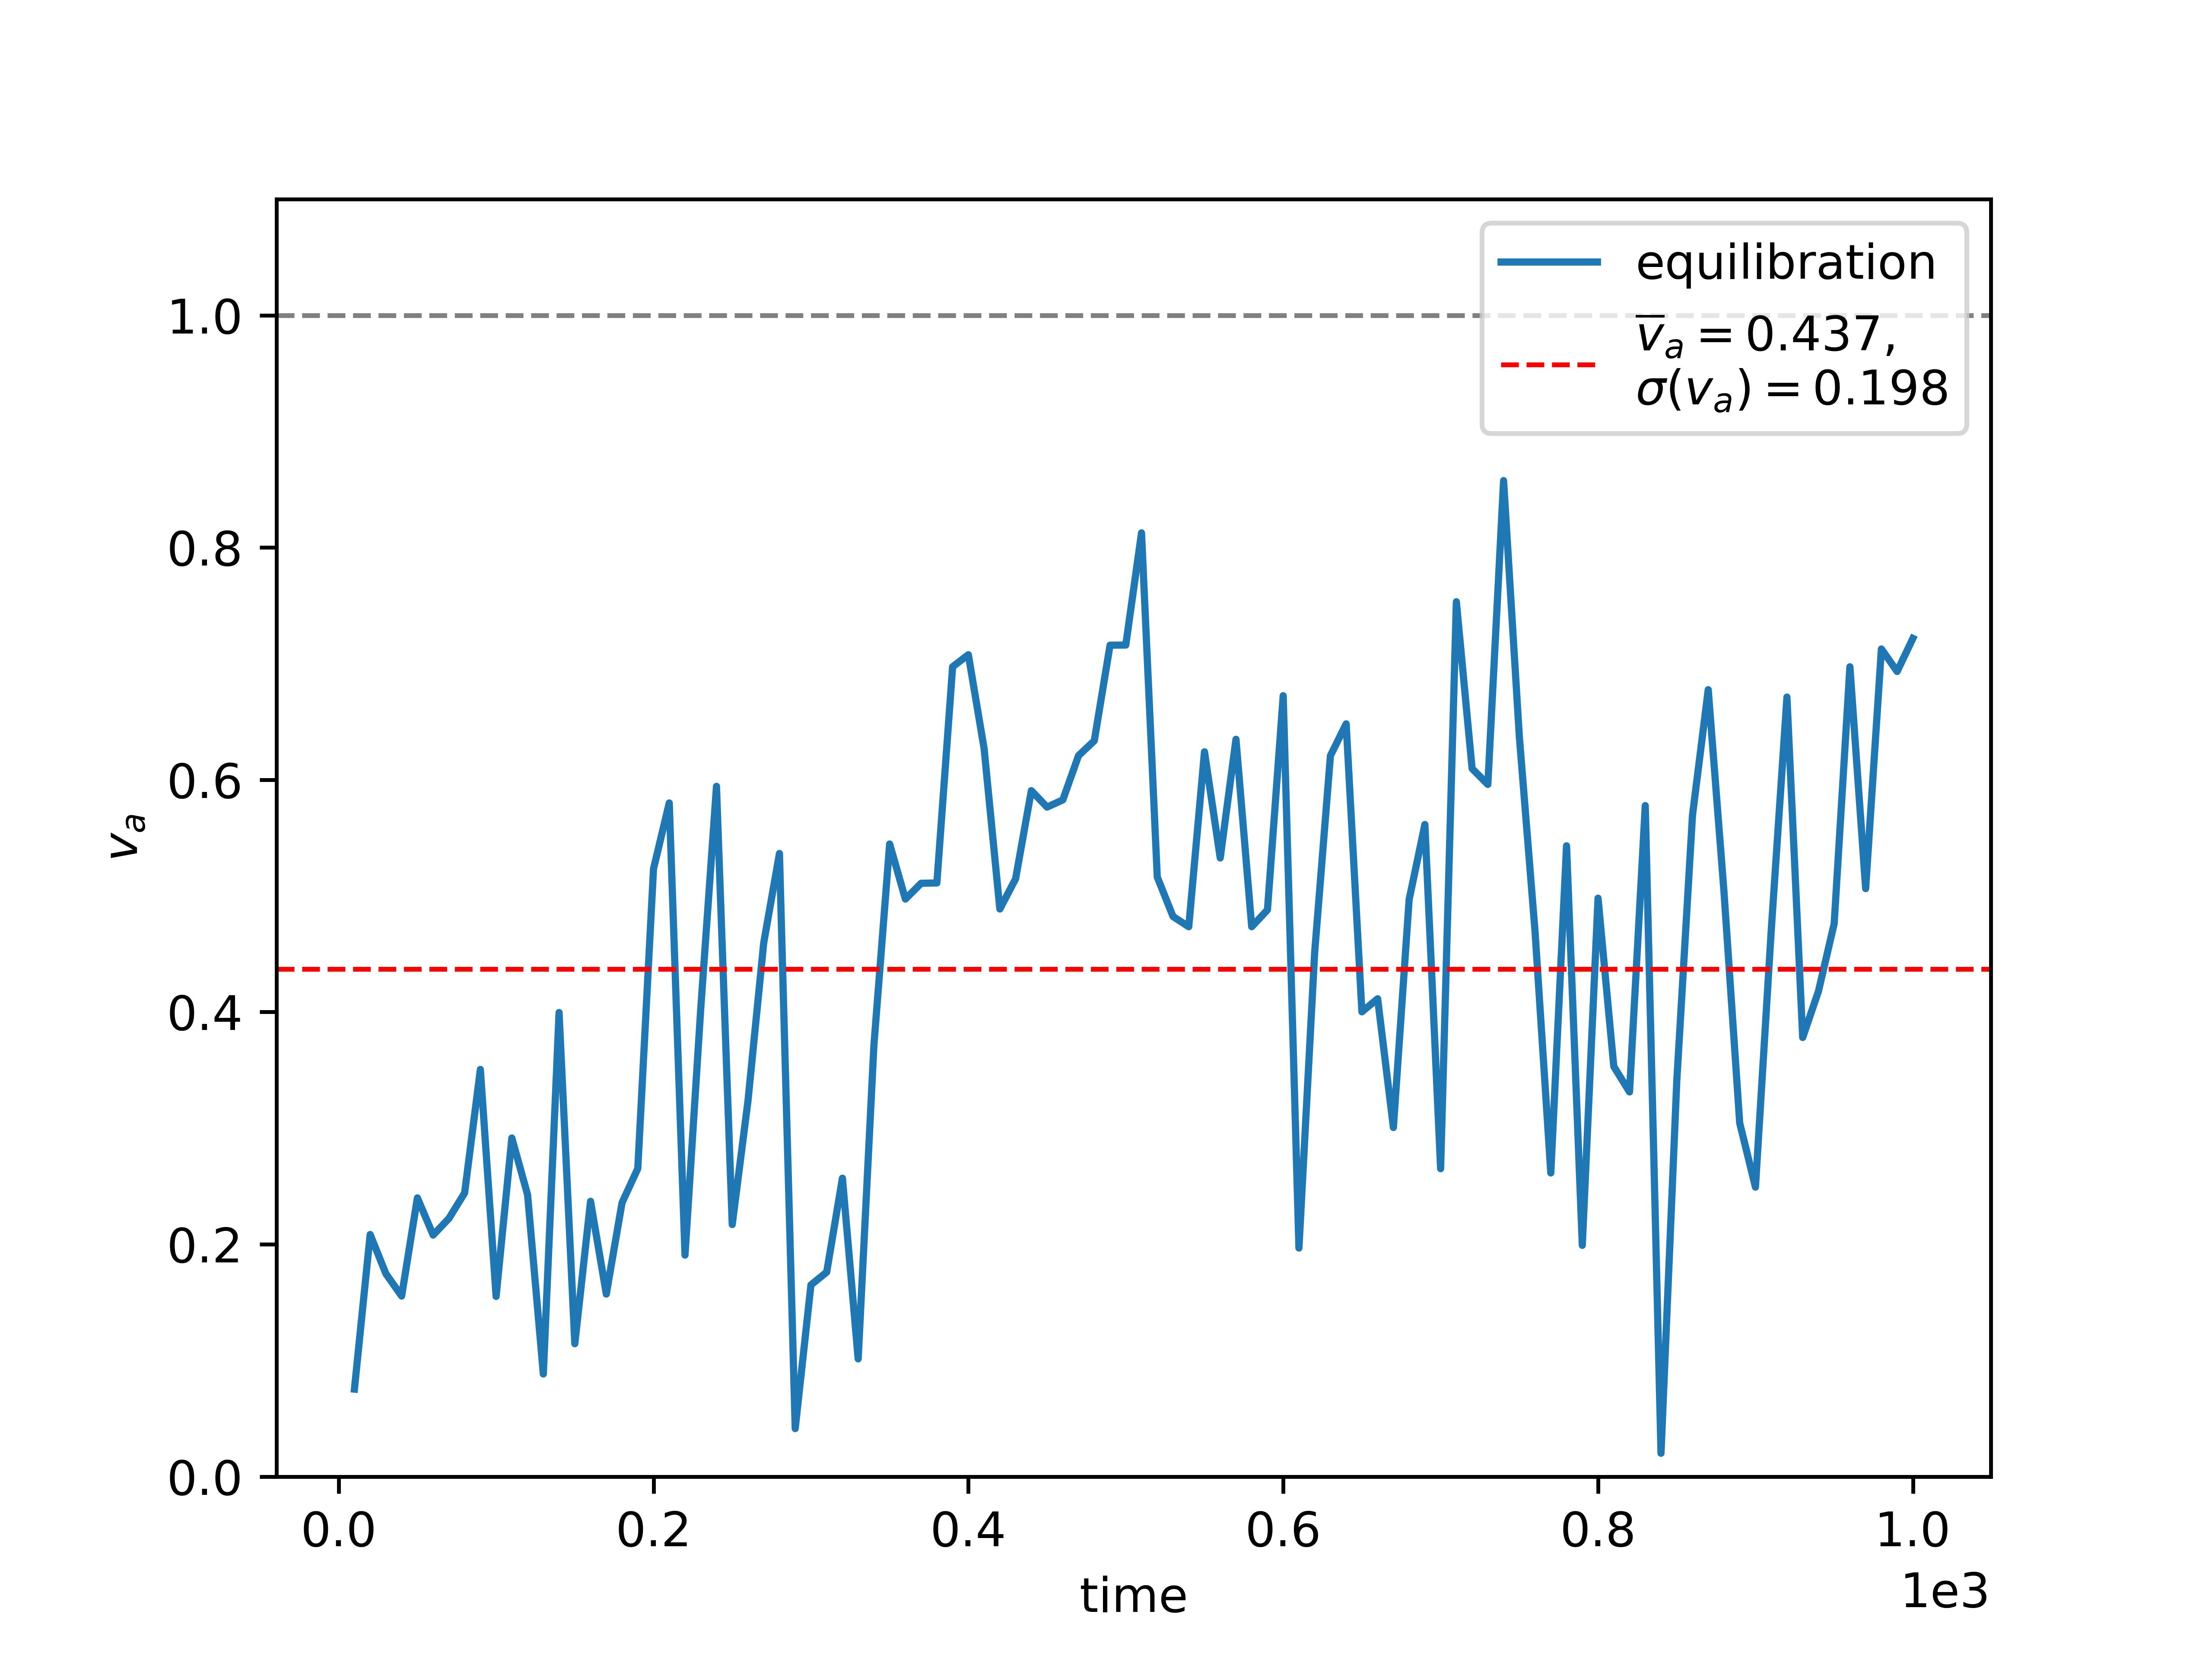 equilibration
v̅ₐ = 0.437,
σ(vₐ) = 0.198
1.0
0.8
0.6
0.4
0.2
0.0
vₐ
0.0 0.2 0.4 0.6 0.8 1.0
time
1e3